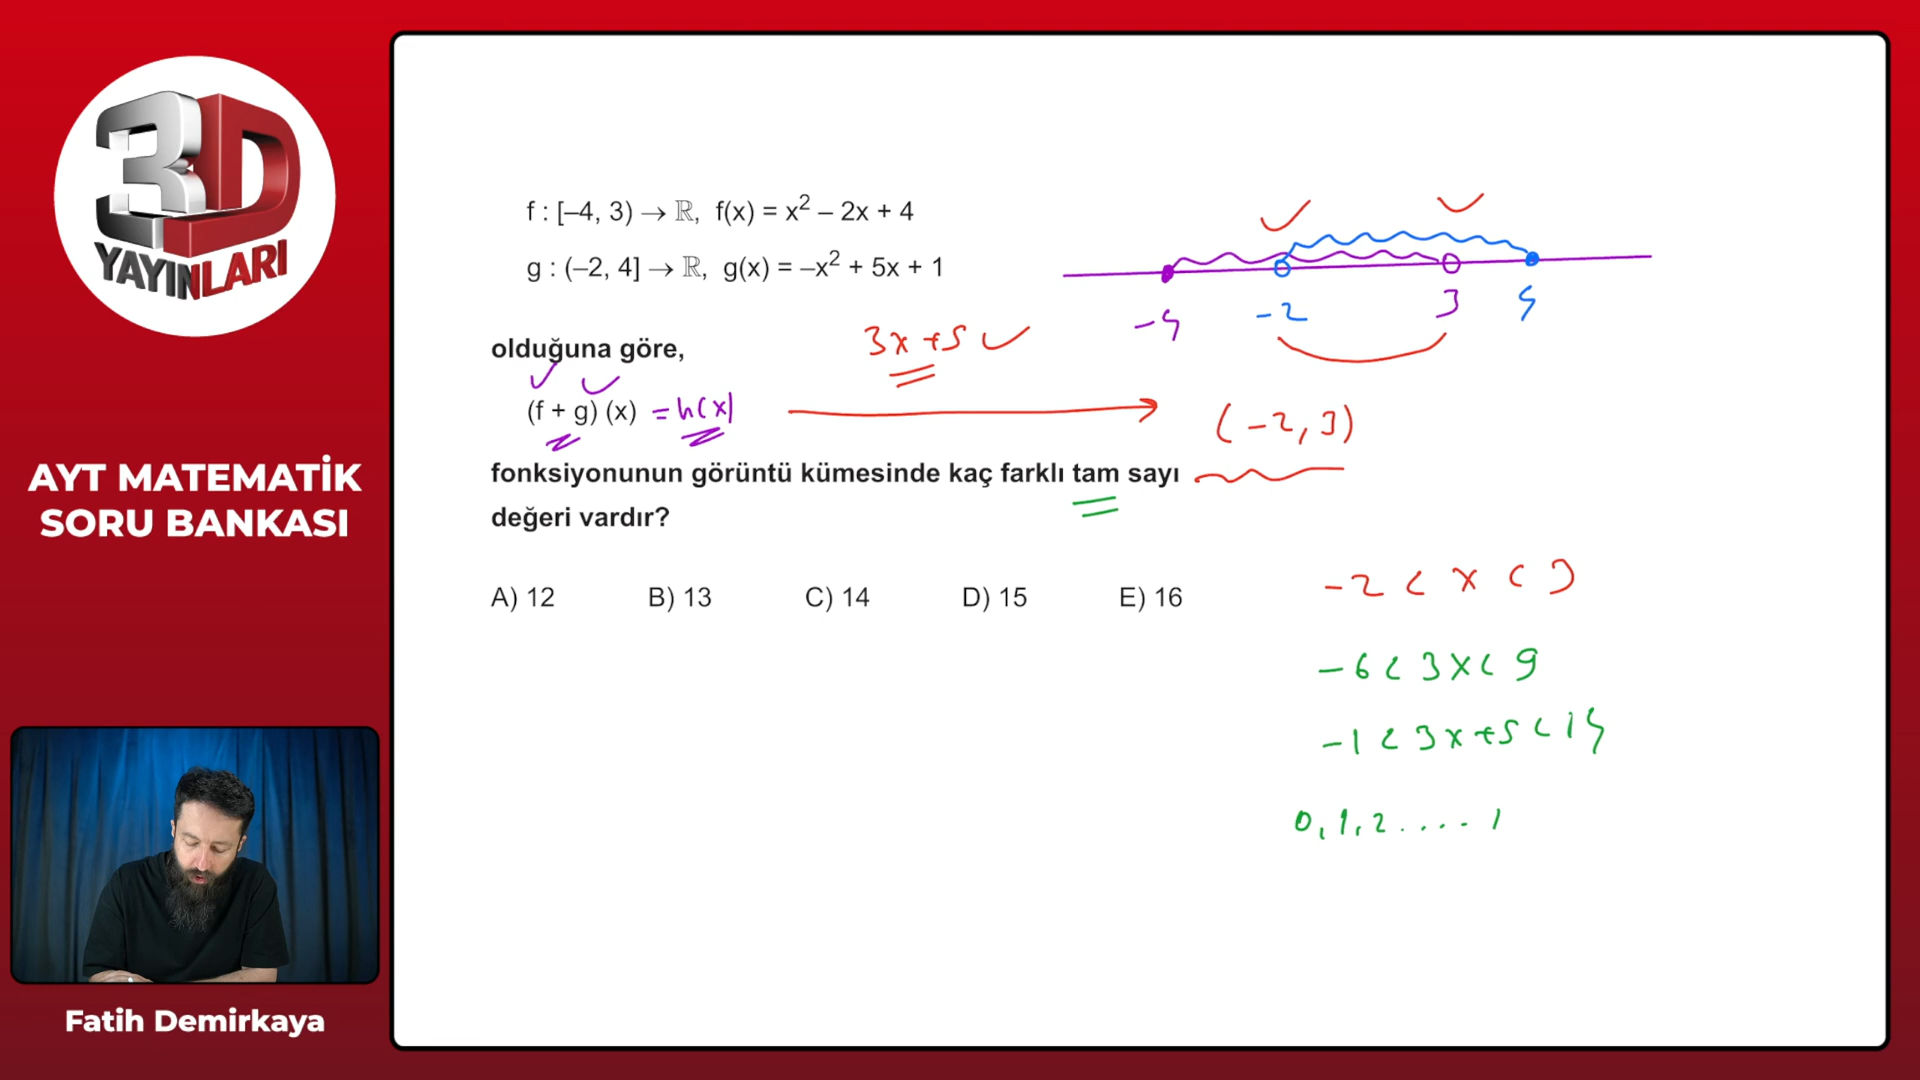 3D
YAYINLARI
AYT MATEMATİK
SORU BANKASI
Fatih Demirkaya
f : [–4, 3) → ℝ, f(x) = x² – 2x + 4
g : (–2, 4] → ℝ, g(x) = –x² + 5x + 1
-4 -2 3 4
olduğuna göre,
3x+5
(f + g) (x) = h(x)
(-2, 3)
fonksiyonunun görüntü kümesinde kaç farklı tam sayı
değeri vardır?
A) 12 B) 13 C) 14 D) 15 E) 16
-2 < x < 3
-6 < 3x < 9
-1 < 3x+5 < 14
0, 1, 2 . . . . 1